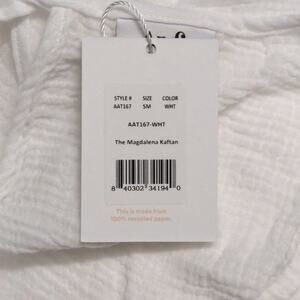 STYLE # SIZE COLOR
AAT167 SM WHT
AAT167-WHT
The Magdalena Kaftan
8 40302 34194 0
This is made from
100% recycled paper.